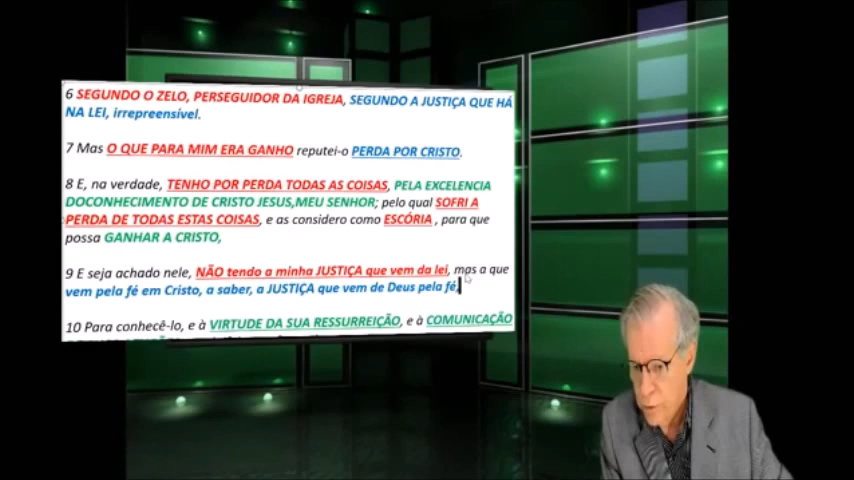 6 SEGUNDO O ZELO, PERSEGUIDOR DA IGREJA, SEGUNDO A JUSTIÇA QUE HÁ
NA LEI, irrepreensível.
7 Mas O QUE PARA MIM ERA GANHO reputei-o PERDA POR CRISTO.
8 E, na verdade, TENHO POR PERDA TODAS AS COISAS, PELA EXCELENCIA
DOCONHECIMENTO DE CRISTO JESUS,MEU SENHOR; pelo qual SOFRI A
PERDA DE TODAS ESTAS COISAS, e as considero como ESCÓRIA , para que
possa GANHAR A CRISTO,
9 E seja achado nele, NÃO tendo a minha JUSTIÇA que vem da lei, mas a que
vem pela fé em Cristo, a saber, a JUSTIÇA que vem de Deus pela fé;
10 Para conhecê-lo, e à VIRTUDE DA SUA RESSURREIÇÃO, e à COMUNICAÇÃO